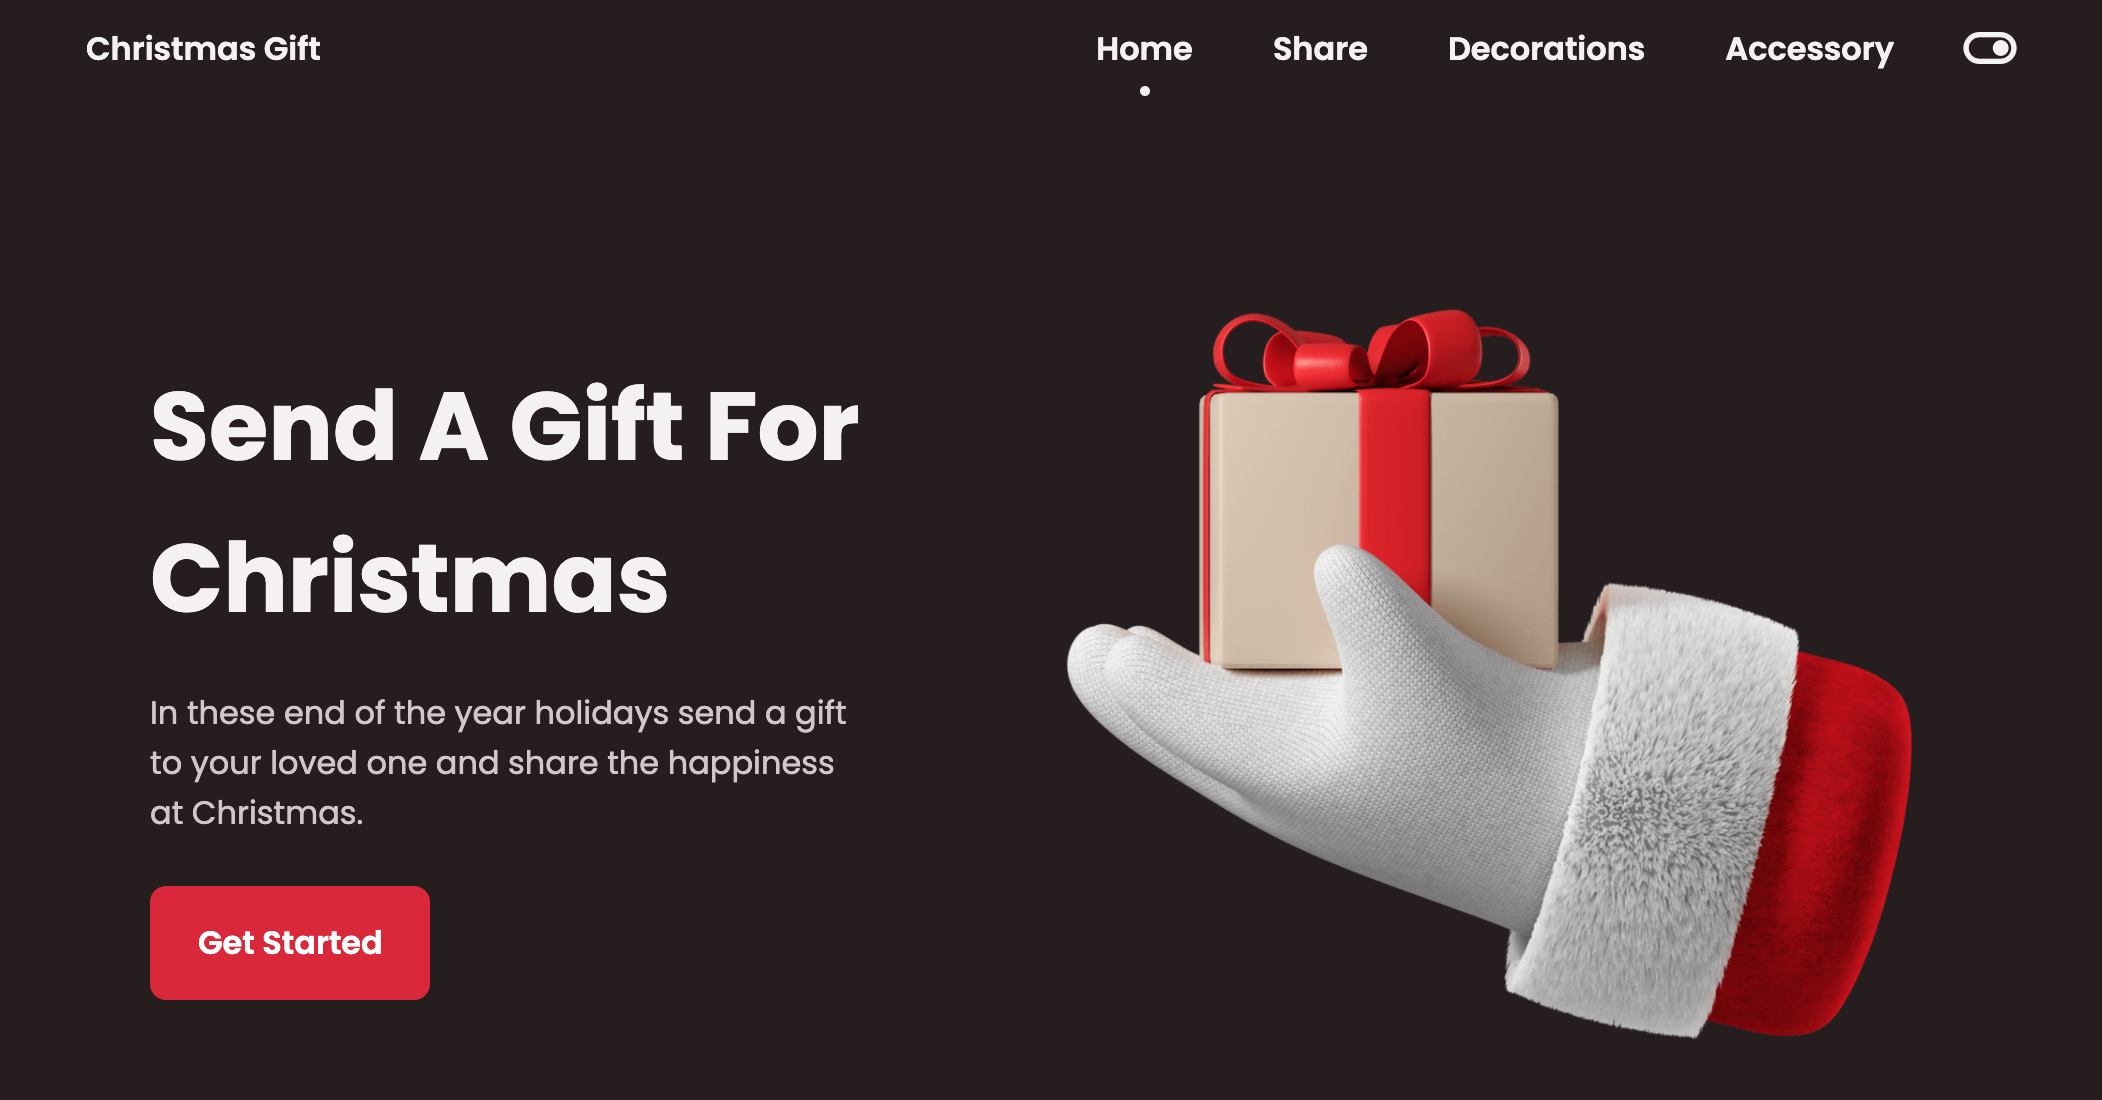 Christmas Gift
Home Share Decorations Accessory
Send A Gift For
Christmas
In these end of the year holidays send a gift
to your loved one and share the happiness
at Christmas.
Get Started